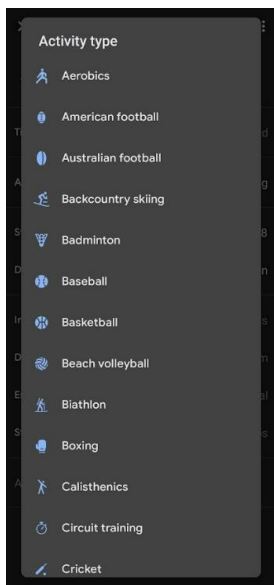 Activity type
Aerobics
American football
Australian football
Backcountry skiing
Badminton
Baseball
Basketball
Beach volleyball
Biathlon
Boxing
Calisthenics
Circuit training
Cricket